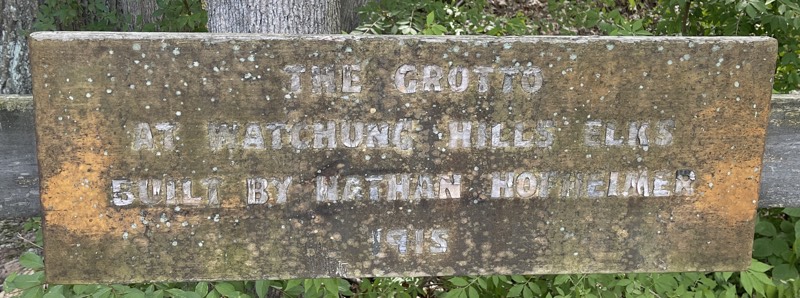 THE GROTTO
AT WATCHUNG HILLS ELKS
BUILT BY NATHAN HOFHEIMER
1915